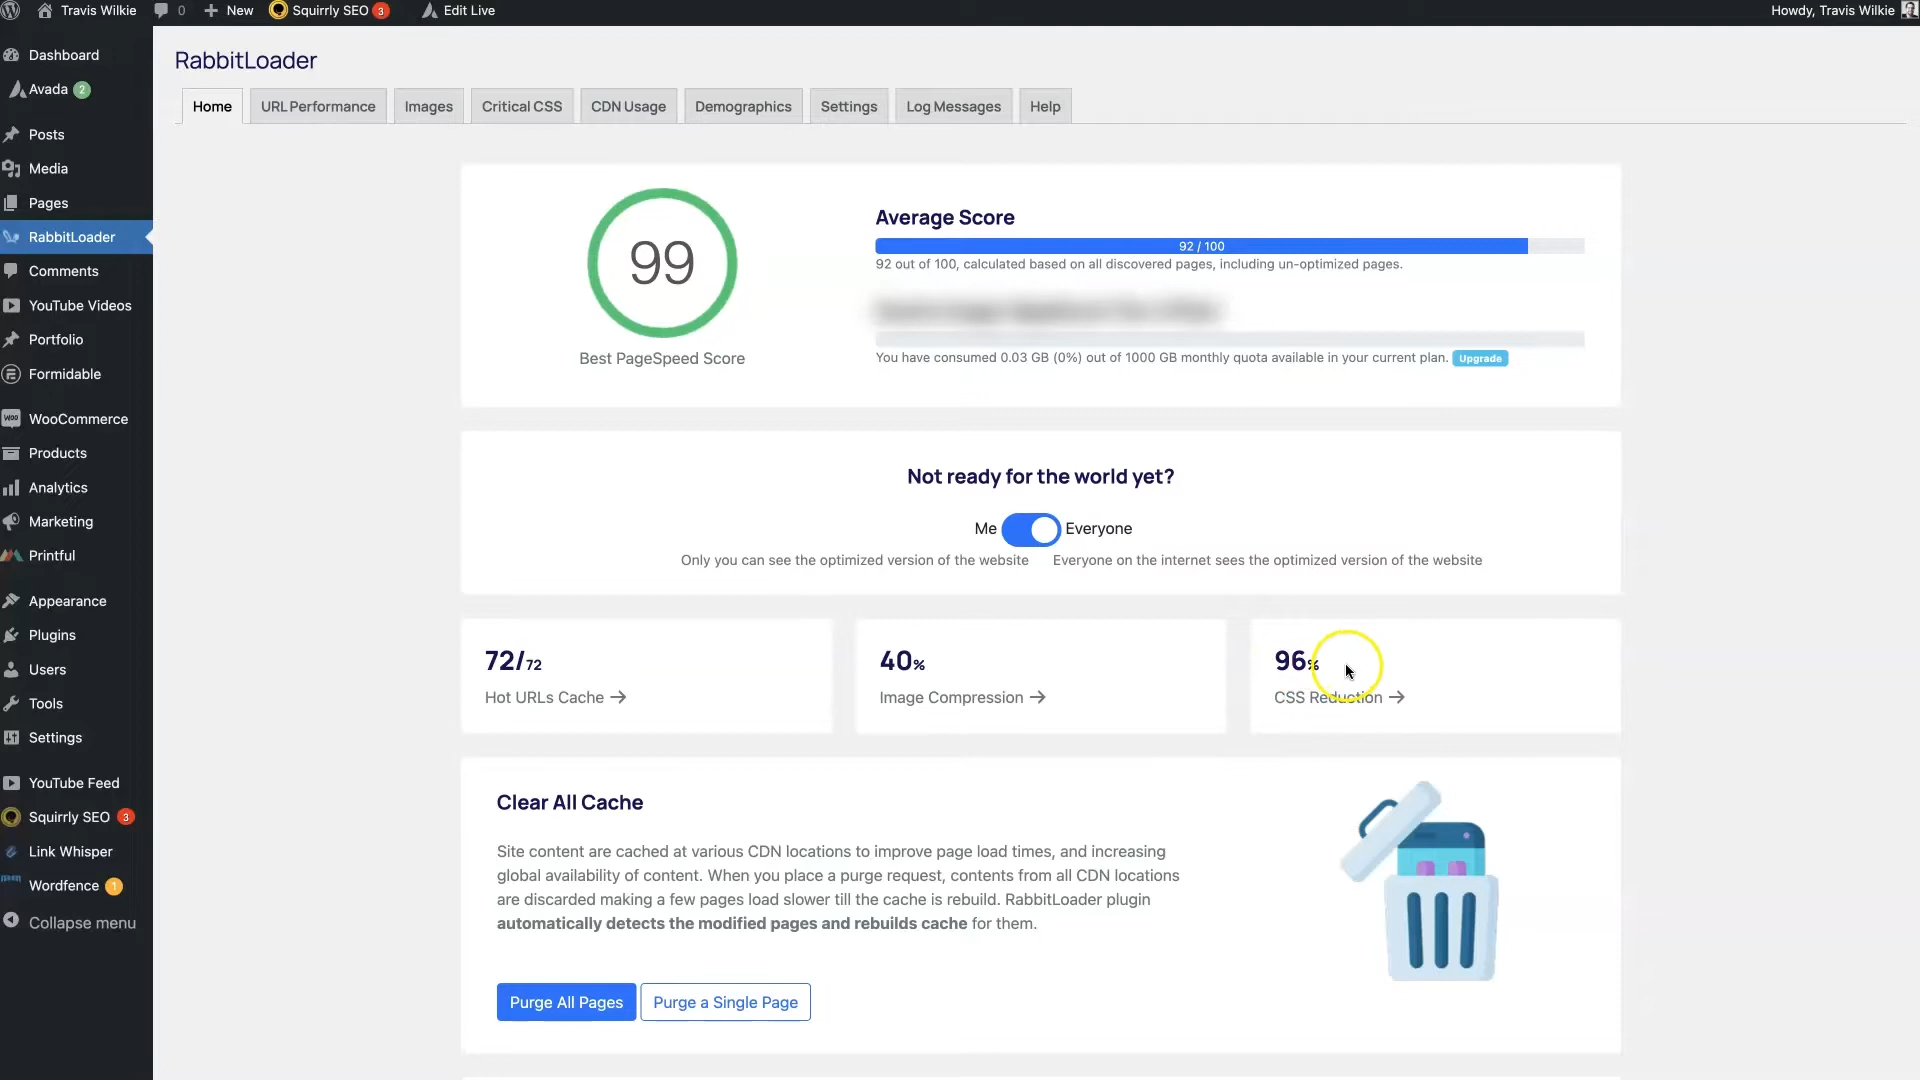 Travis Wilkie 0 New Squirrly SEO 3 Edit Live Howdy, Travis Wilkie
Dashboard
Avada 2
Posts
Media
Pages
RabbitLoader
Comments
YouTube Videos
Portfolio
Formidable
WooCommerce
Products
Analytics
Marketing
Printful
Appearance
Plugins
Users
Tools
Settings
YouTube Feed
Squirrly SEO 3
Link Whisper
Wordfence 1
Collapse menu
RabbitLoader
Home URL Performance Images Critical CSS CDN Usage Demographics Settings Log Messages Help
99
Best PageSpeed Score
Average Score
92 / 100
92 out of 100, calculated based on all discovered pages, including un-optimized pages.
You have consumed 0.03 GB (0%) out of 1000 GB monthly quota available in your current plan. Upgrade
Not ready for the world yet?
Me Everyone
Only you can see the optimized version of the website Everyone on the internet sees the optimized version of the website
72/72
Hot URLs Cache →
40%
Image Compression →
96%
CSS Reduction →
Clear All Cache
Site content are cached at various CDN locations to improve page load times, and increasing
global availability of content. When you place a purge request, contents from all CDN locations
are discarded making a few pages load slower till the cache is rebuild. RabbitLoader plugin
automatically detects the modified pages and rebuilds cache for them.
Purge All Pages Purge a Single Page